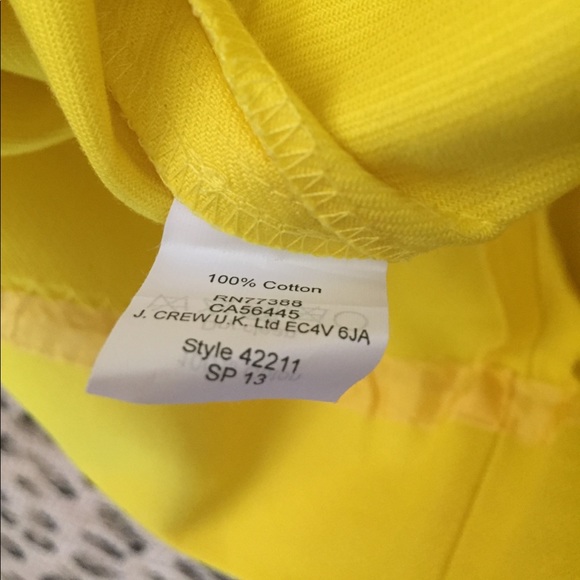 100% Cotton
RN77388
CA56445
J. CREW U.K. Ltd EC4V 6JA
Style 42211
SP 13